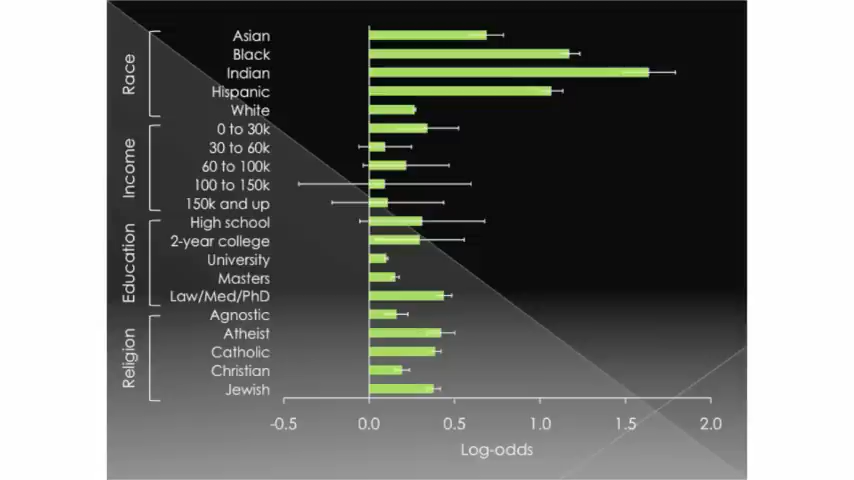 Race
Asian
Black
Indian
Hispanic
White
Income
0 to 30k
30 to 60k
60 to 100k
100 to 150k
150k and up
Education
High school
2-year college
University
Masters
Law/Med/PhD
Religion
Agnostic
Atheist
Catholic
Christian
Jewish
-0.5 0.0 0.5 1.0 1.5 2.0
Log-odds